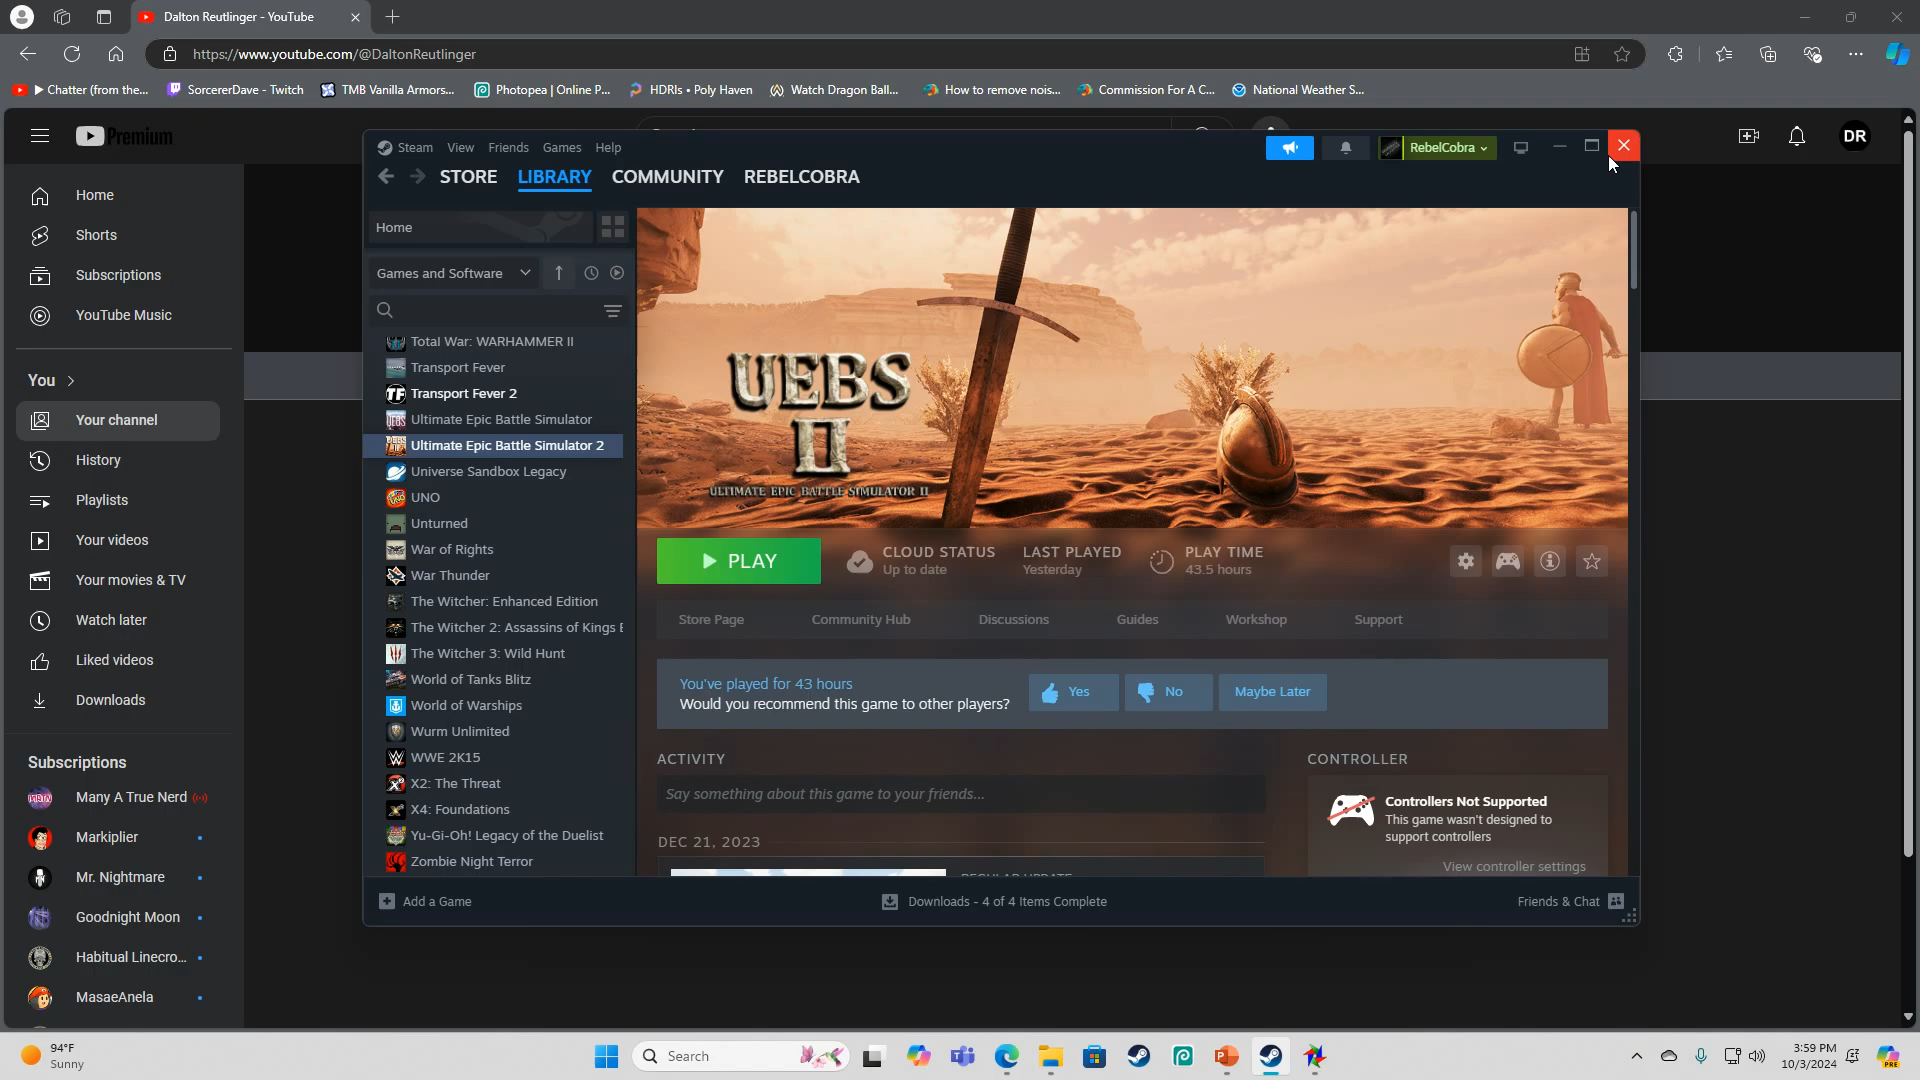 Dalton Reutlinger - YouTube
https://www.youtube.com/@DaltonReutlinger
▶ Chatter (from the...
SorcererDave - Twitch
TMB Vanilla Armors...
Photopea | Online P...
HDRIs • Poly Haven
Watch Dragon Ball...
How to remove nois...
Commission For A C...
National Weather S...
Premium
DR
Home
Shorts
Subscriptions
YouTube Music
You
Your channel
History
Playlists
Your videos
Your movies & TV
Watch later
Liked videos
Downloads
Subscriptions
Many A True Nerd
Markiplier
Mr. Nightmare
Goodnight Moon
Habitual Linecro...
MasaeAnela
Steam View Friends Games Help
RebelCobra
STORE LIBRARY COMMUNITY REBELCOBRA
Home
Games and Software
Total War: WARHAMMER II
Transport Fever
Transport Fever 2
Ultimate Epic Battle Simulator
Ultimate Epic Battle Simulator 2
Universe Sandbox Legacy
UNO
Unturned
War of Rights
War Thunder
The Witcher: Enhanced Edition
The Witcher 2: Assassins of Kings E
The Witcher 3: Wild Hunt
World of Tanks Blitz
World of Warships
Wurm Unlimited
WWE 2K15
X2: The Threat
X4: Foundations
Yu-Gi-Oh! Legacy of the Duelist
Zombie Night Terror
UEBS
II
ULTIMATE EPIC BATTLE SIMULATOR II
PLAY
CLOUD STATUS
Up to date
LAST PLAYED
Yesterday
PLAY TIME
43.5 hours
Store Page
Community Hub
Discussions
Guides
Workshop
Support
You've played for 43 hours
Would you recommend this game to other players?
Yes
No
Maybe Later
ACTIVITY
Say something about this game to your friends...
DEC 21, 2023
CONTROLLER
Controllers Not Supported
This game wasn't designed to
support controllers
View controller settings
Add a Game
Downloads - 4 of 4 Items Complete
Friends & Chat
94°F
Sunny
Search
3:59 PM
10/3/2024